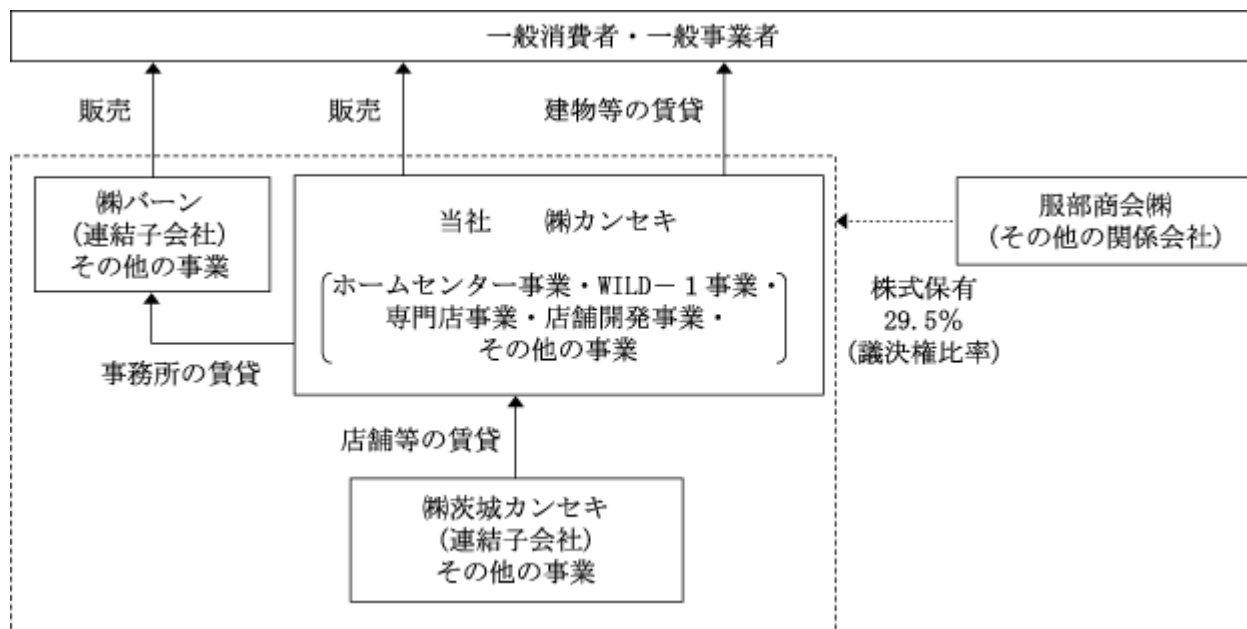 一般消費者・一般事業者
販売
販売
建物等の賃貸
㈱バーン
(連結子会社)
その他の事業
当社　㈱カンセキ
ホームセンター事業・WILD－１事業・
専門店事業・店舗開発事業・
その他の事業
服部商会㈱
(その他の関係会社)
株式保有
29.5％
(議決権比率)
事務所の賃貸
店舗等の賃貸
㈱茨城カンセキ
(連結子会社)
その他の事業